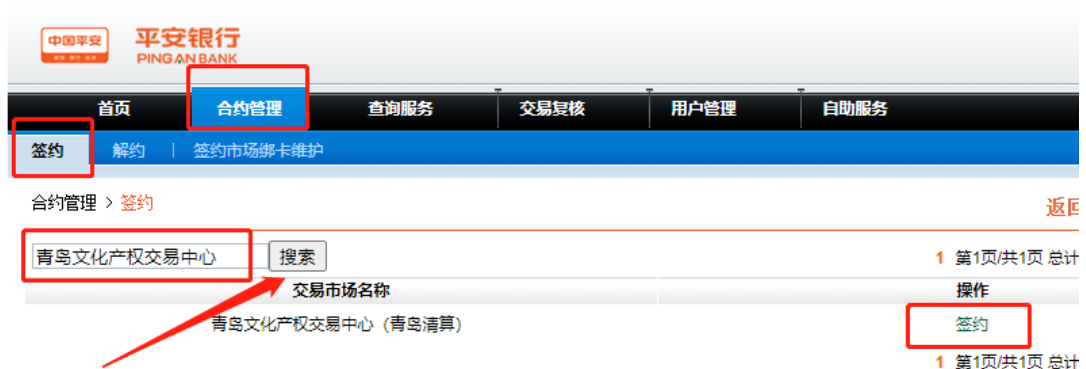 中国平安 平安银行
PING AN BANK
首页 合约管理 查询服务 交易复核 用户管理 自助服务
签约 解约 | 签约市场绑卡维护
合约管理 > 签约
返回
青岛文化产权交易中心 搜索 1 第1页/共1页 总计
交易市场名称 操作
青岛文化产权交易中心（青岛清算） 签约
1 第1页/共1页 总计